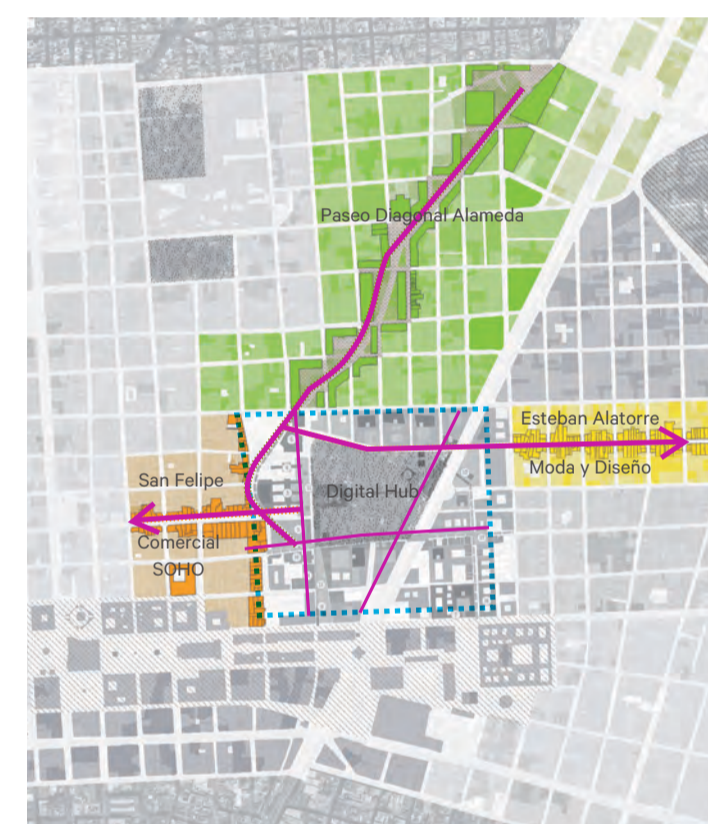 Paseo Diagonal Alameda
Esteban Alatorre
Moda y Diseño
San Felipe
Digital Hub
Comercial
SOHO